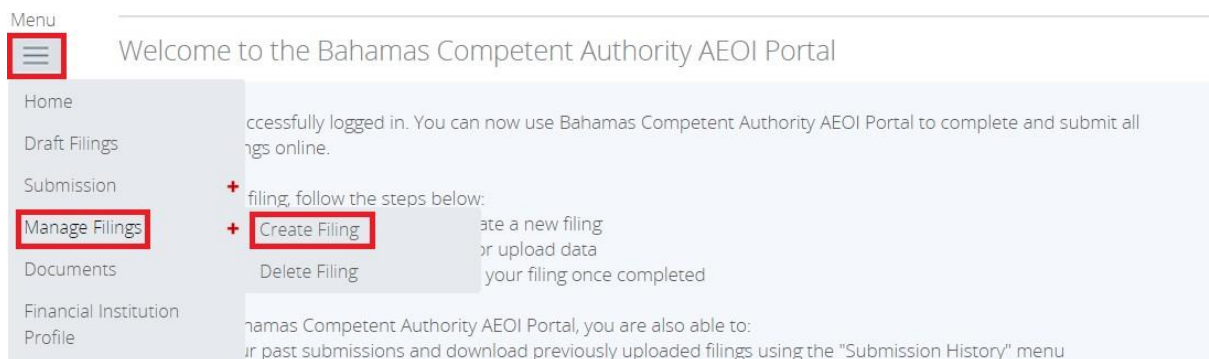 Menu
Welcome to the Bahamas Competent Authority AEOI Portal
Home
ccessfully logged in. You can now use Bahamas Competent Authority AEOI Portal to complete and submit all
Draft Filings
ngs online.
Submission +
filing, follow the steps below:
Manage Filings + Create Filing
ate a new filing
or upload data
Documents
Delete Filing
your filing once completed
Financial Institution
Profile
hamas Competent Authority AEOI Portal, you are also able to:
ur past submissions and download previously uploaded filings using the "Submission History" menu